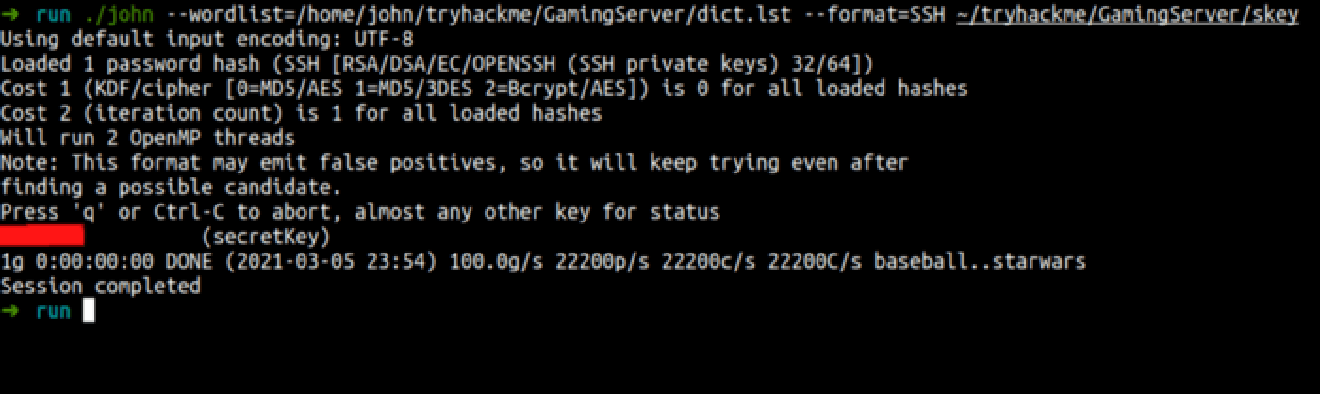 ➜ run ./john --wordlist=/home/john/tryhackme/GamingServer/dict.lst --format=SSH ~/tryhackme/GamingServer/skey
Using default input encoding: UTF-8
Loaded 1 password hash (SSH [RSA/DSA/EC/OPENSSH (SSH private keys) 32/64])
Cost 1 (KDF/cipher [0=MD5/AES 1=MD5/3DES 2=Bcrypt/AES]) is 0 for all loaded hashes
Cost 2 (iteration count) is 1 for all loaded hashes
Will run 2 OpenMP threads
Note: This format may emit false positives, so it will keep trying even after
finding a possible candidate.
Press 'q' or Ctrl-C to abort, almost any other key for status
(secretKey)
1g 0:00:00:00 DONE (2021-03-05 23:54) 100.0g/s 22200p/s 22200c/s 22200C/s baseball..starwars
Session completed
➜ run